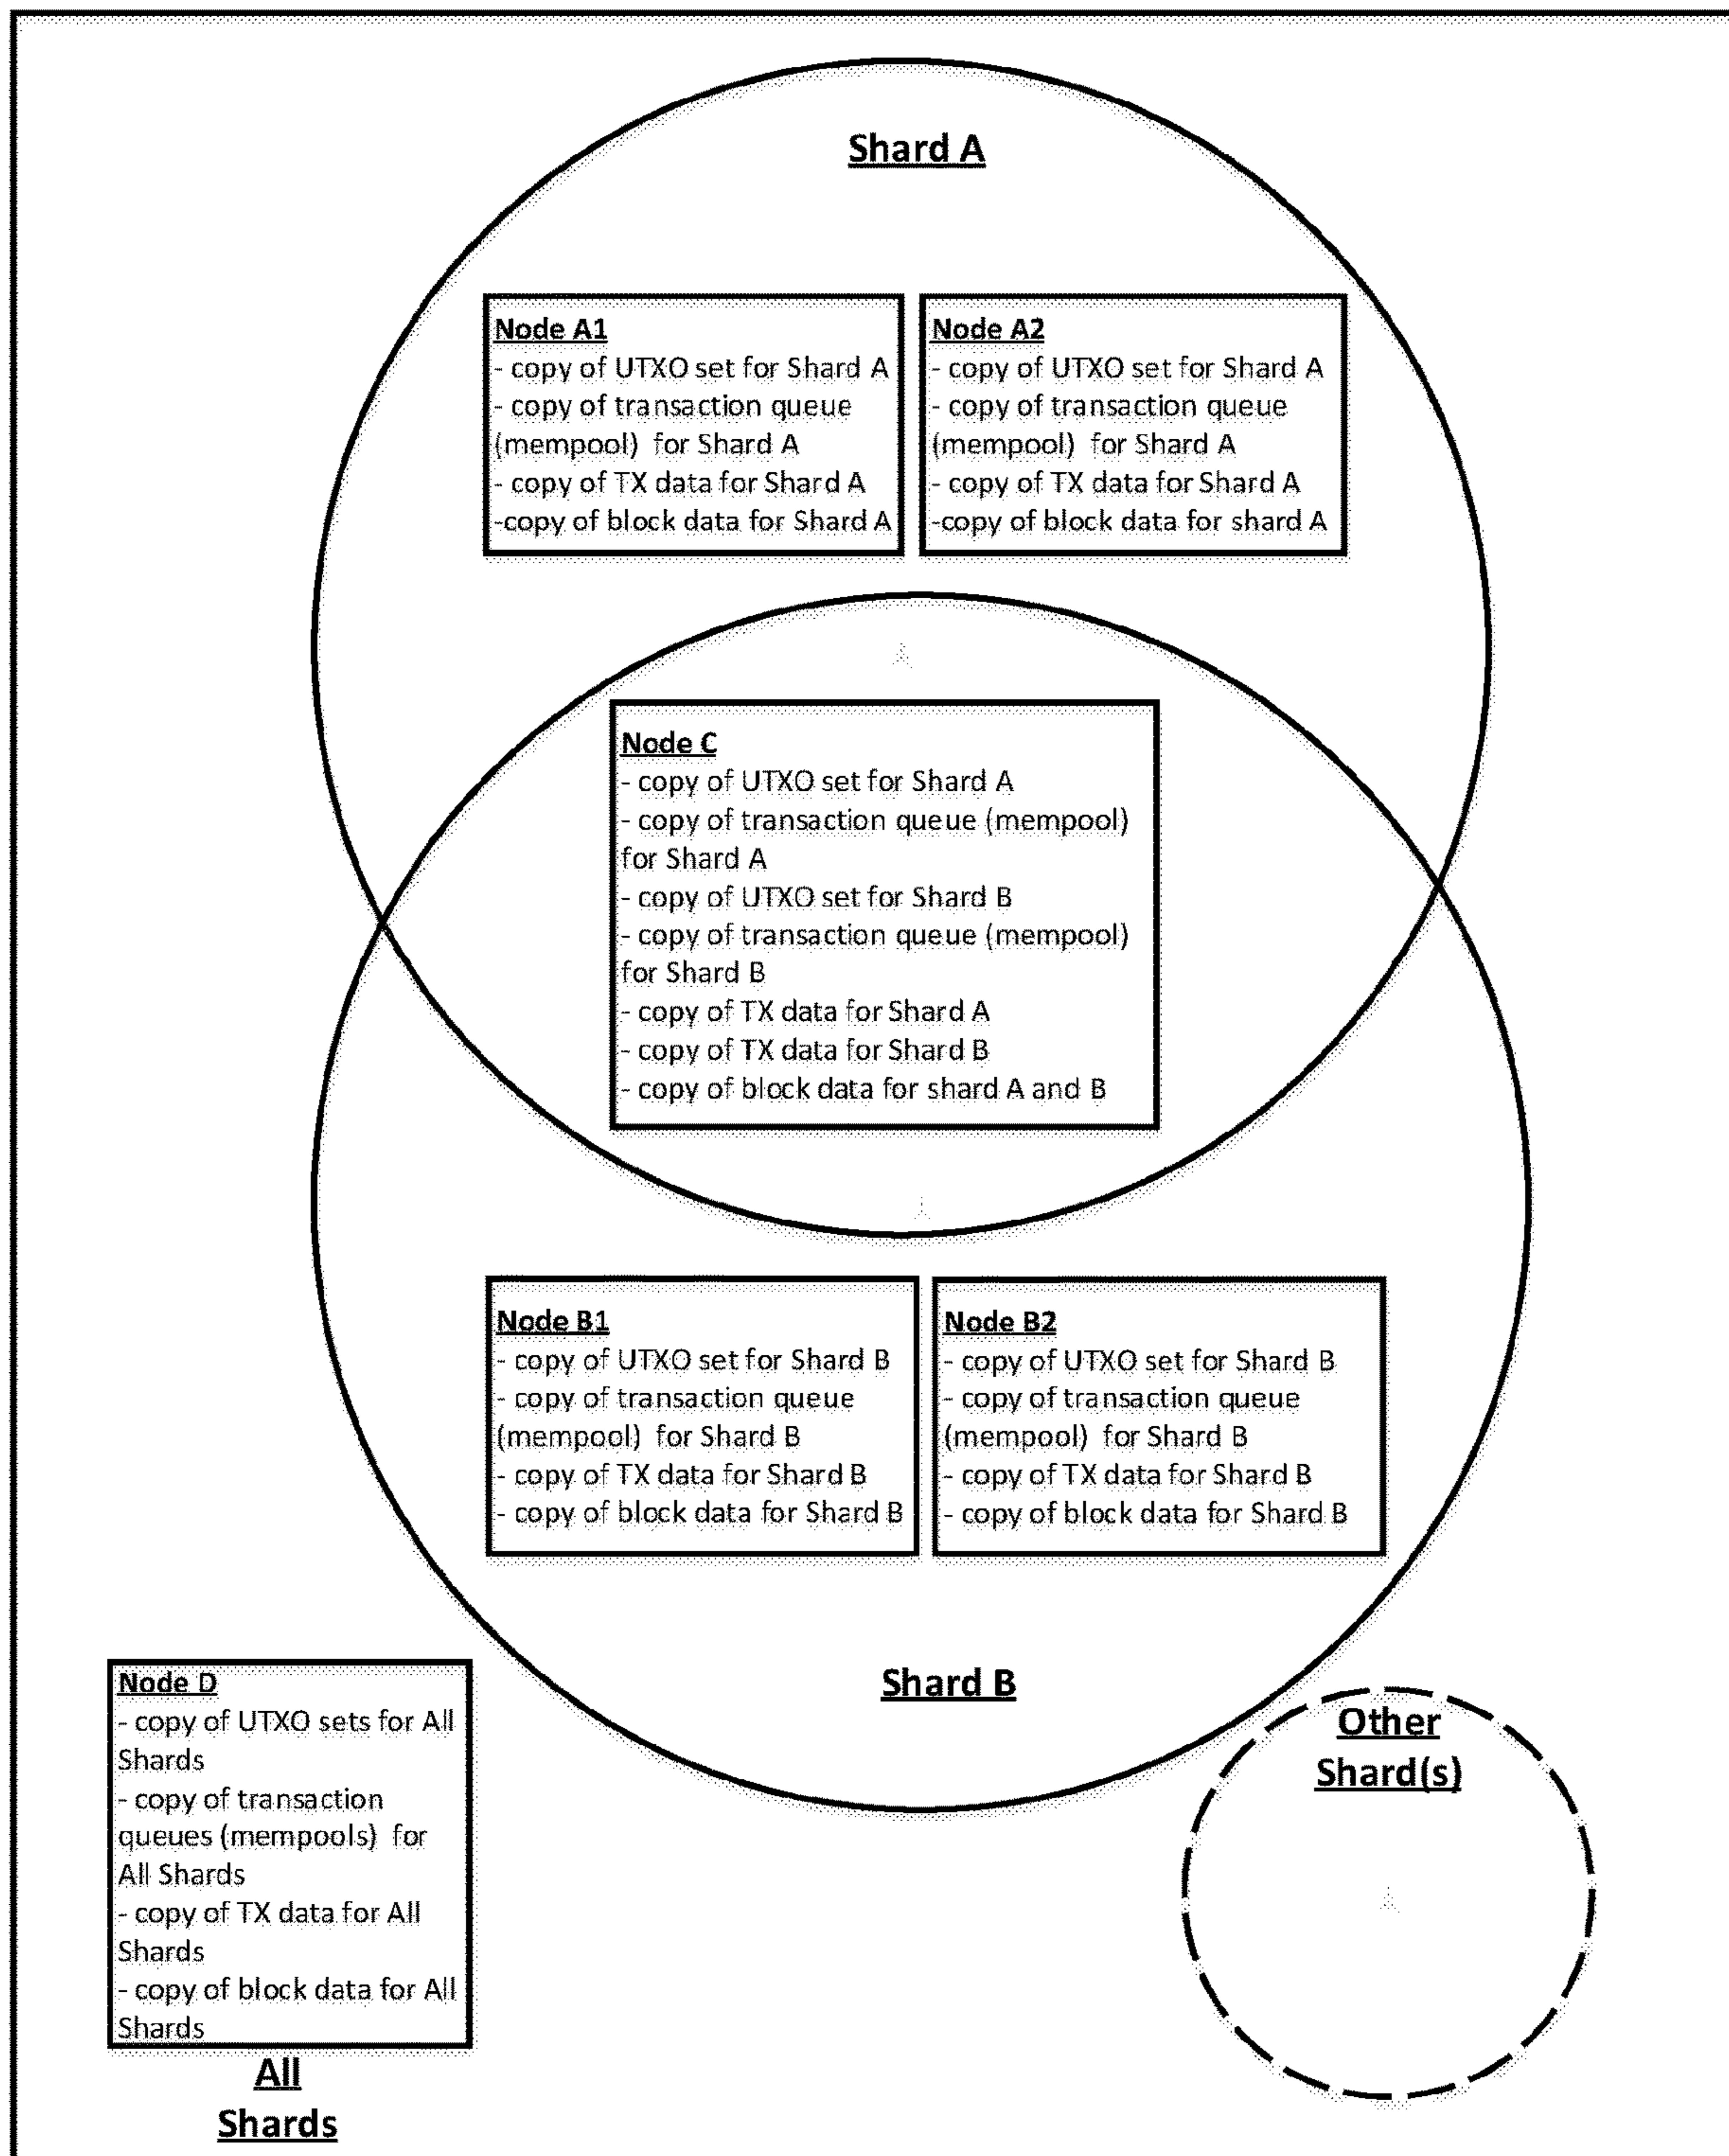 Shard A
Node A1
- copy of UTXO set for Shard A
- copy of transaction queue
(mempool) for Shard A
- copy of TX data for Shard A
-copy of block data for Shard A
Node A2
- copy of UTXO set for Shard A
- copy of transaction queue
(mempool) for Shard A
- copy of TX data for Shard A
-copy of block data for shard A
Node C
- copy of UTXO set for Shard A
- copy of transaction queue (mempool)
for Shard A
- copy of UTXO set for Shard B
- copy of transaction queue (mempool)
for Shard B
- copy of TX data for Shard A
- copy of TX data for Shard B
- copy of block data for shard A and B
Node B1
- copy of UTXO set for Shard B
- copy of transaction queue
(mempool) for Shard B
- copy of TX data for Shard B
- copy of block data for Shard B
Node B2
- copy of UTXO set for Shard B
- copy of transaction queue
(mempool) for Shard B
- copy of TX data for Shard B
- copy of block data for Shard B
Shard B
Node D
- copy of UTXO sets for All
Shards
- copy of transaction
queues (mempools) for
All Shards
- copy of TX data for All
Shards
- copy of block data for All
Shards
All
Shards
Other
Shard(s)